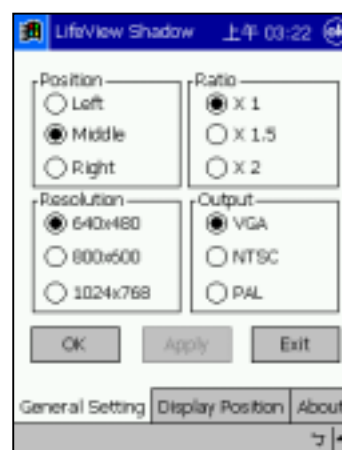 LifeView Shadow 上午 03:22 ok
Position
Left
Middle
Right
Ratio
X 1
X 1.5
X 2
Resolution
640x480
800x600
1024x768
Output
VGA
NTSC
PAL
OK Apply Exit
General Setting Display Position About
ㄅ